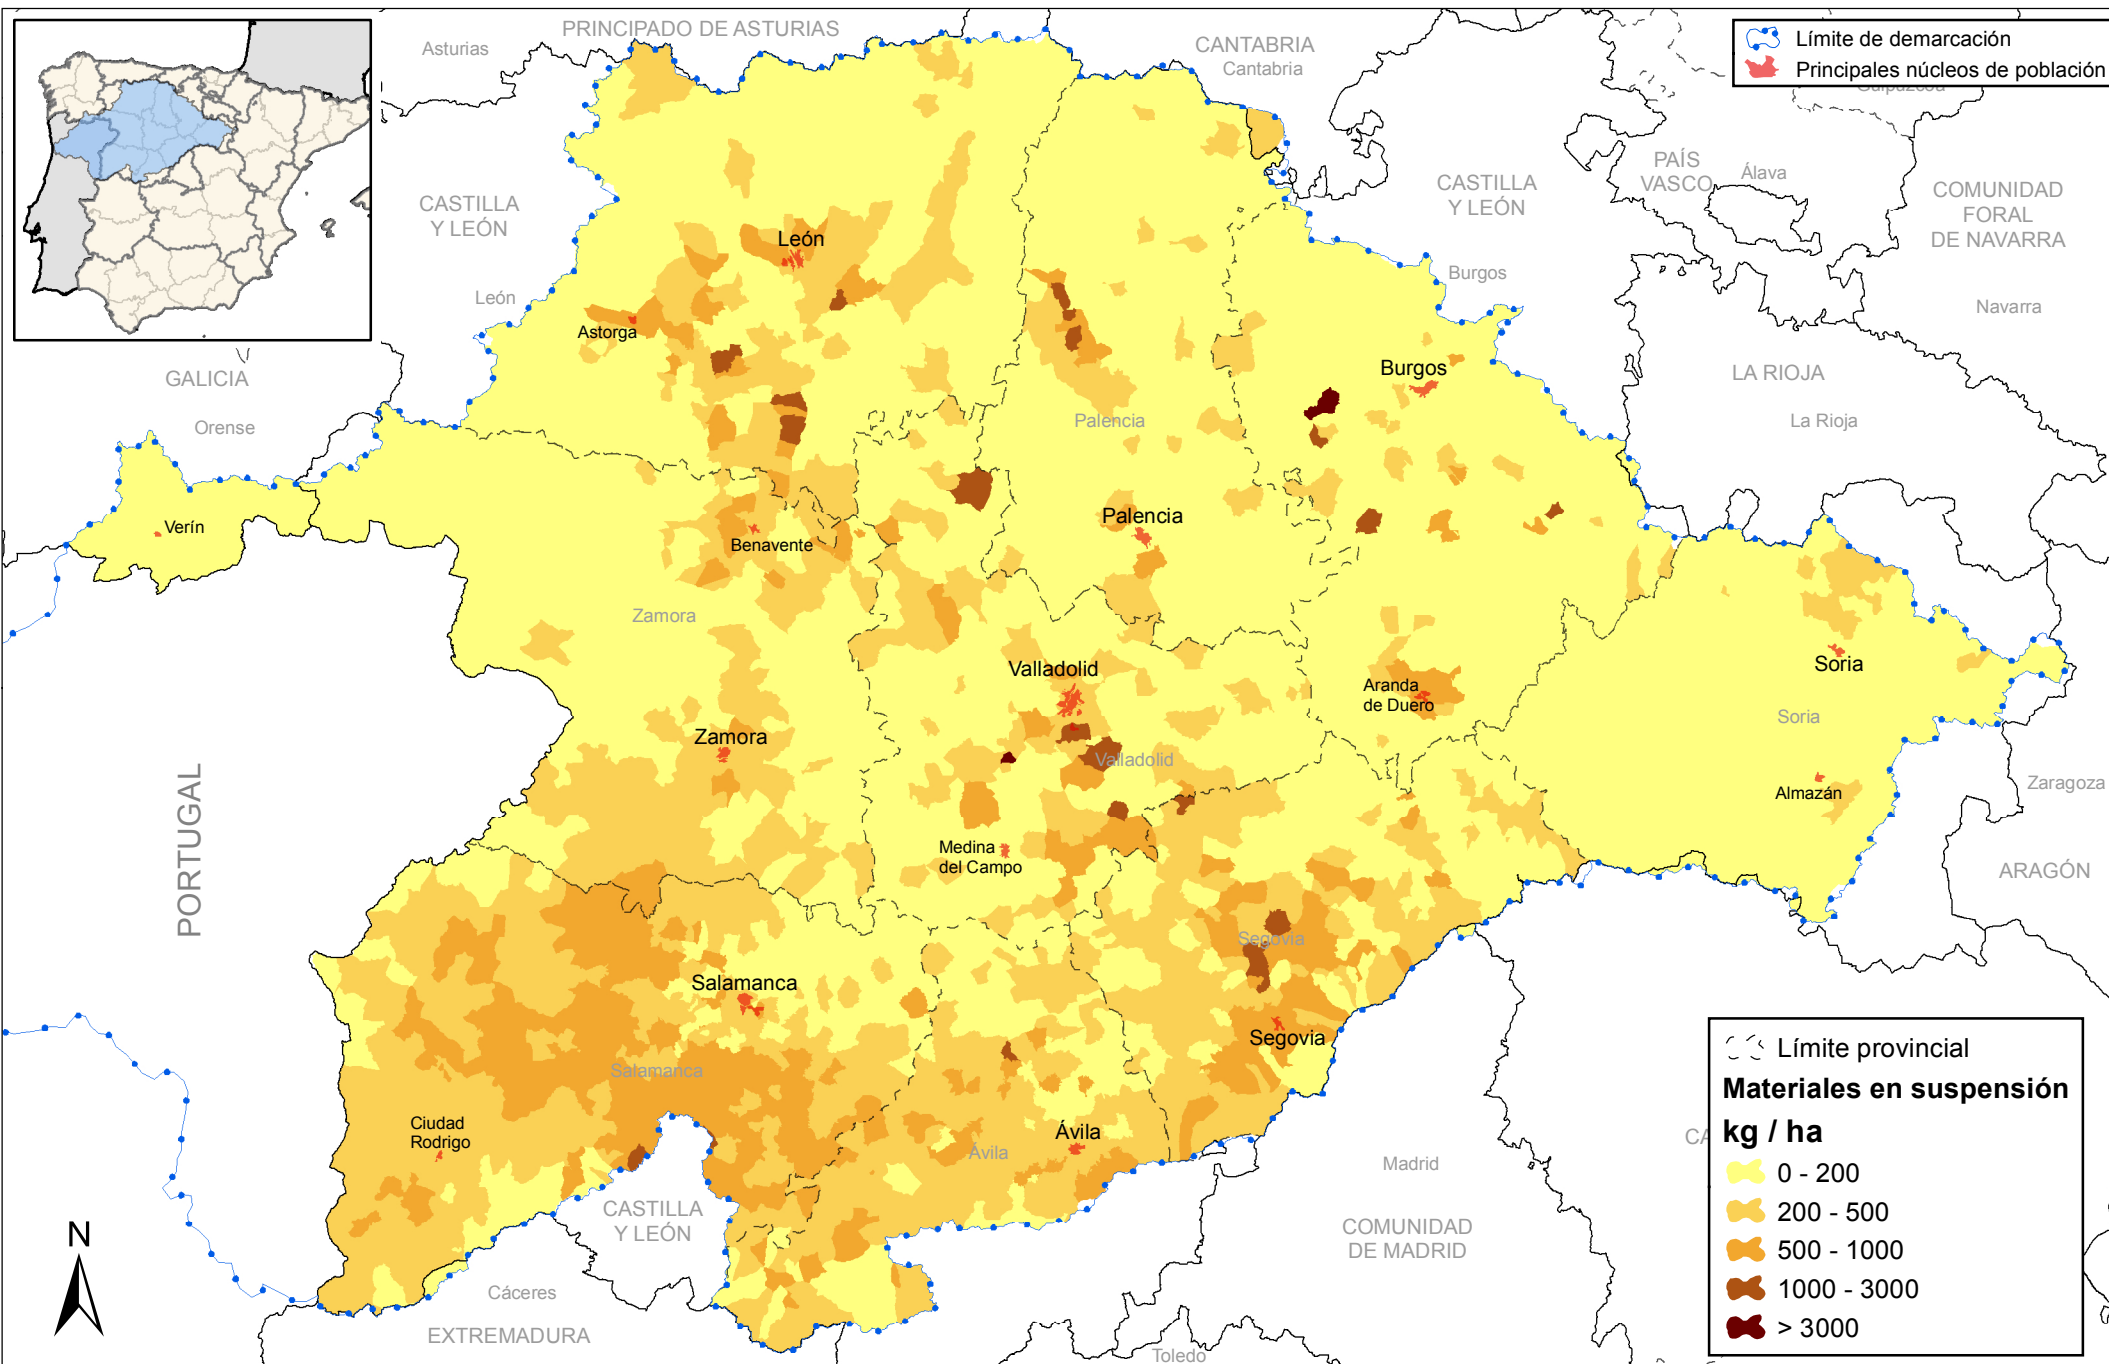 PRINCIPADO DE ASTURIAS
Asturias
CANTABRIA
Cantabria
Límite de demarcación
Principales núcleos de población
PAÍS
VASCO
Álava
CASTILLA
Y LEÓN
CASTILLA
Y LEÓN
COMUNIDAD
FORAL
DE NAVARRA
León
Burgos
León
Navarra
Astorga
GALICIA
Burgos
LA RIOJA
Orense
Palencia
La Rioja
Verín
Palencia
Benavente
Zamora
Valladolid
Soria
Aranda
de Duero
Soria
Zamora
Valladolid
PORTUGAL
Almazán
Zaragoza
Medina
del Campo
ARAGÓN
Segovia
Salamanca
Segovia
Salamanca
Ciudad
Rodrigo
Ávila
Ávila
Madrid
CASTILLA
Y LEÓN
COMUNIDAD
DE MADRID
N
Cáceres
EXTREMADURA
Toledo
Límite provincial
Materiales en suspensión
kg / ha
0 - 200
200 - 500
500 - 1000
1000 - 3000
> 3000